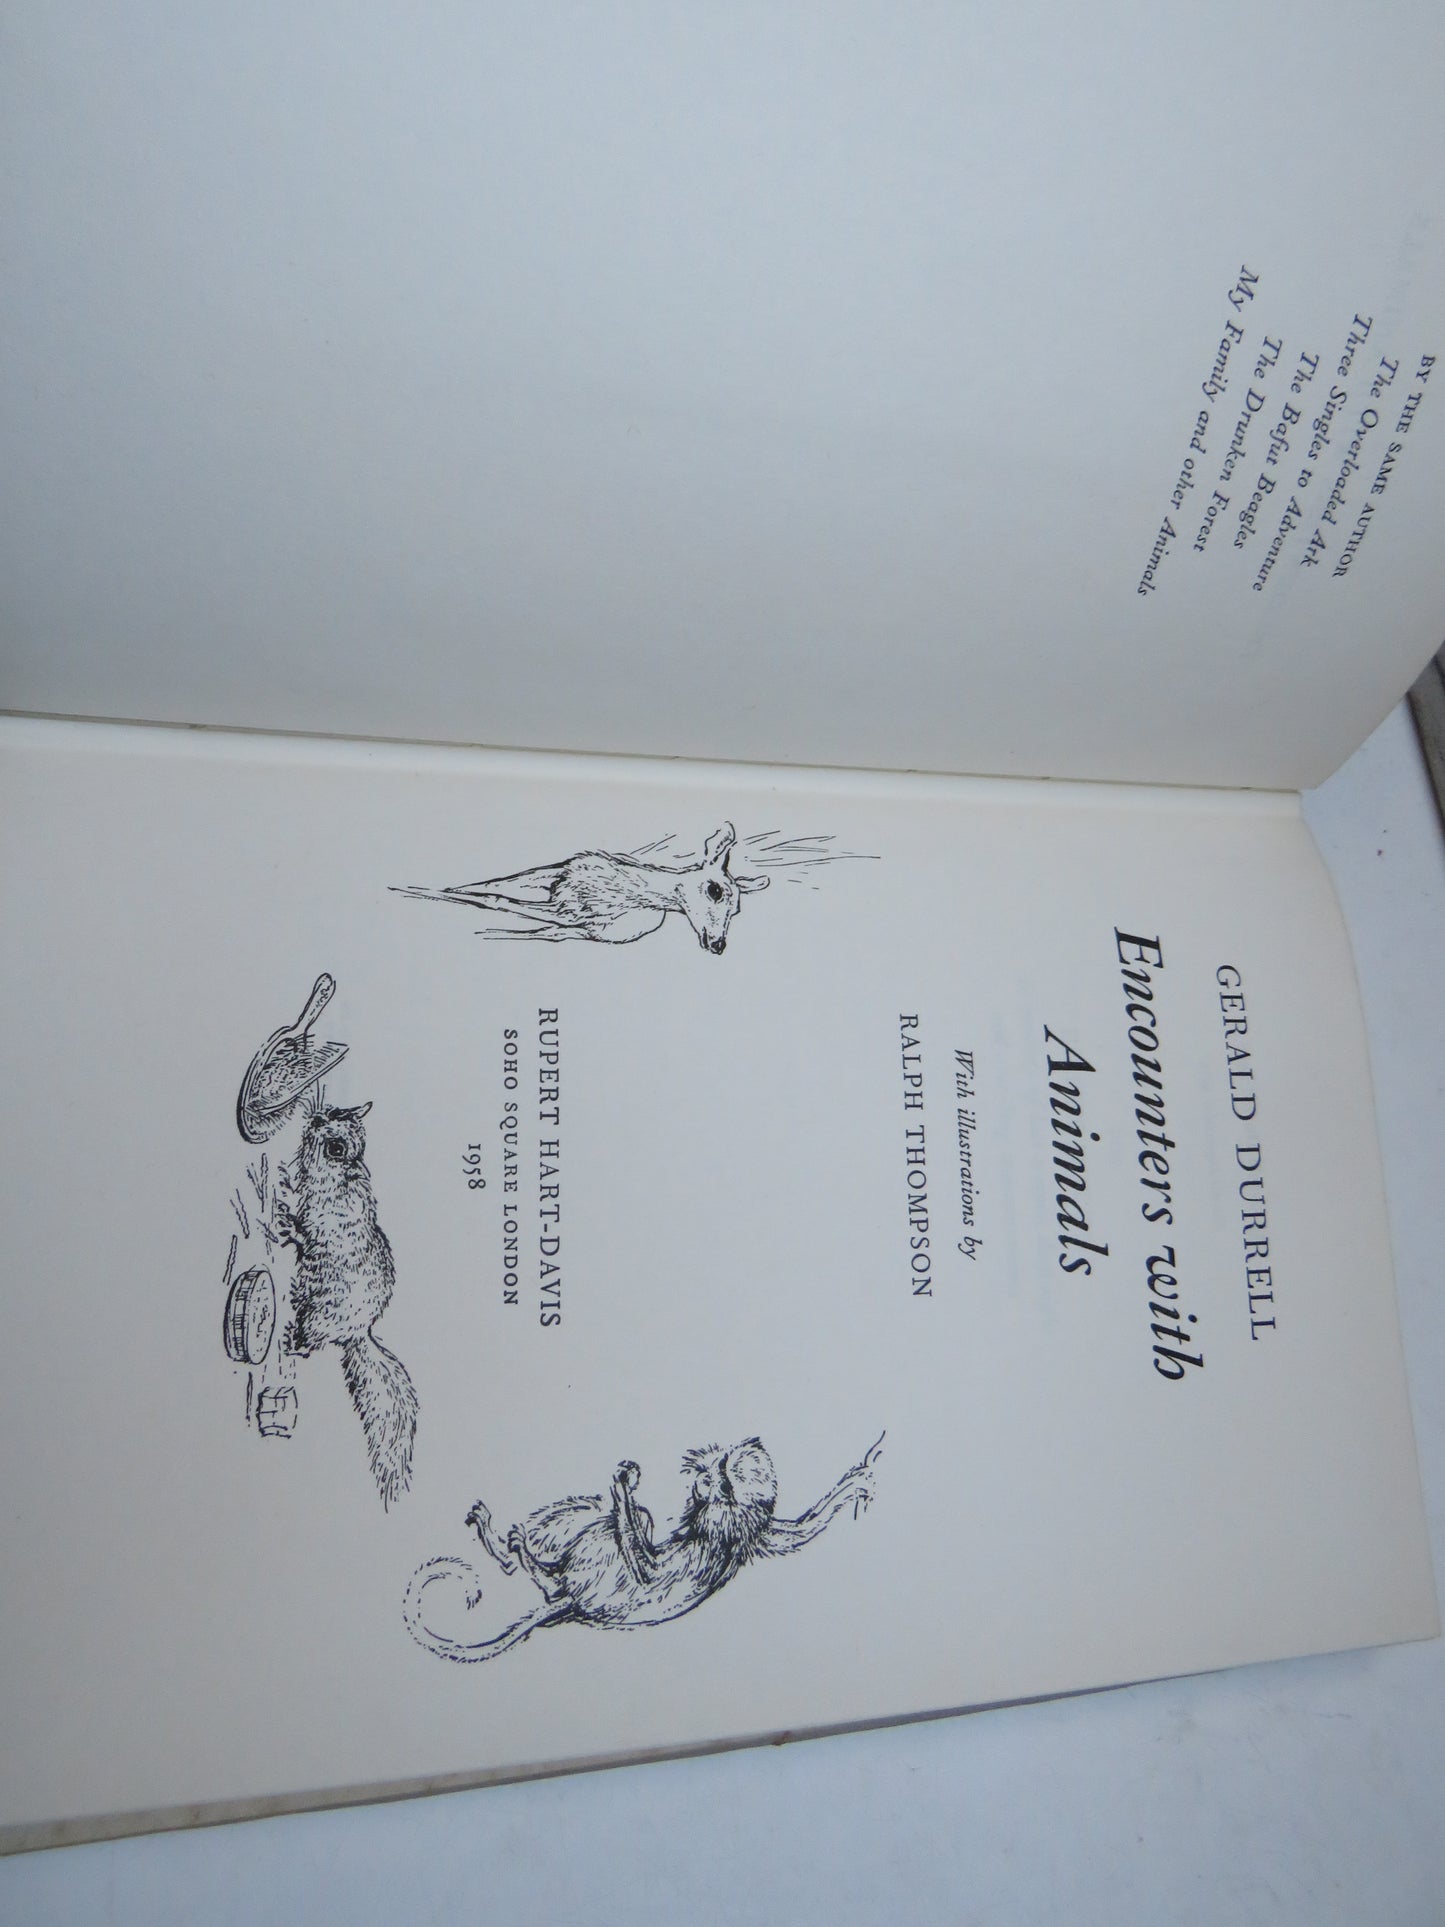 BY THE SAME AUTHOR
The Overloaded Ark
Three Singles to Adventure
The Bafut Beagles
The Drunken Forest
My Family and other Animals
GERALD DURRELL
Encounters with
Animals
With illustrations by
RALPH THOMPSON
RUPERT HART-DAVIS
SOHO SQUARE LONDON
1958